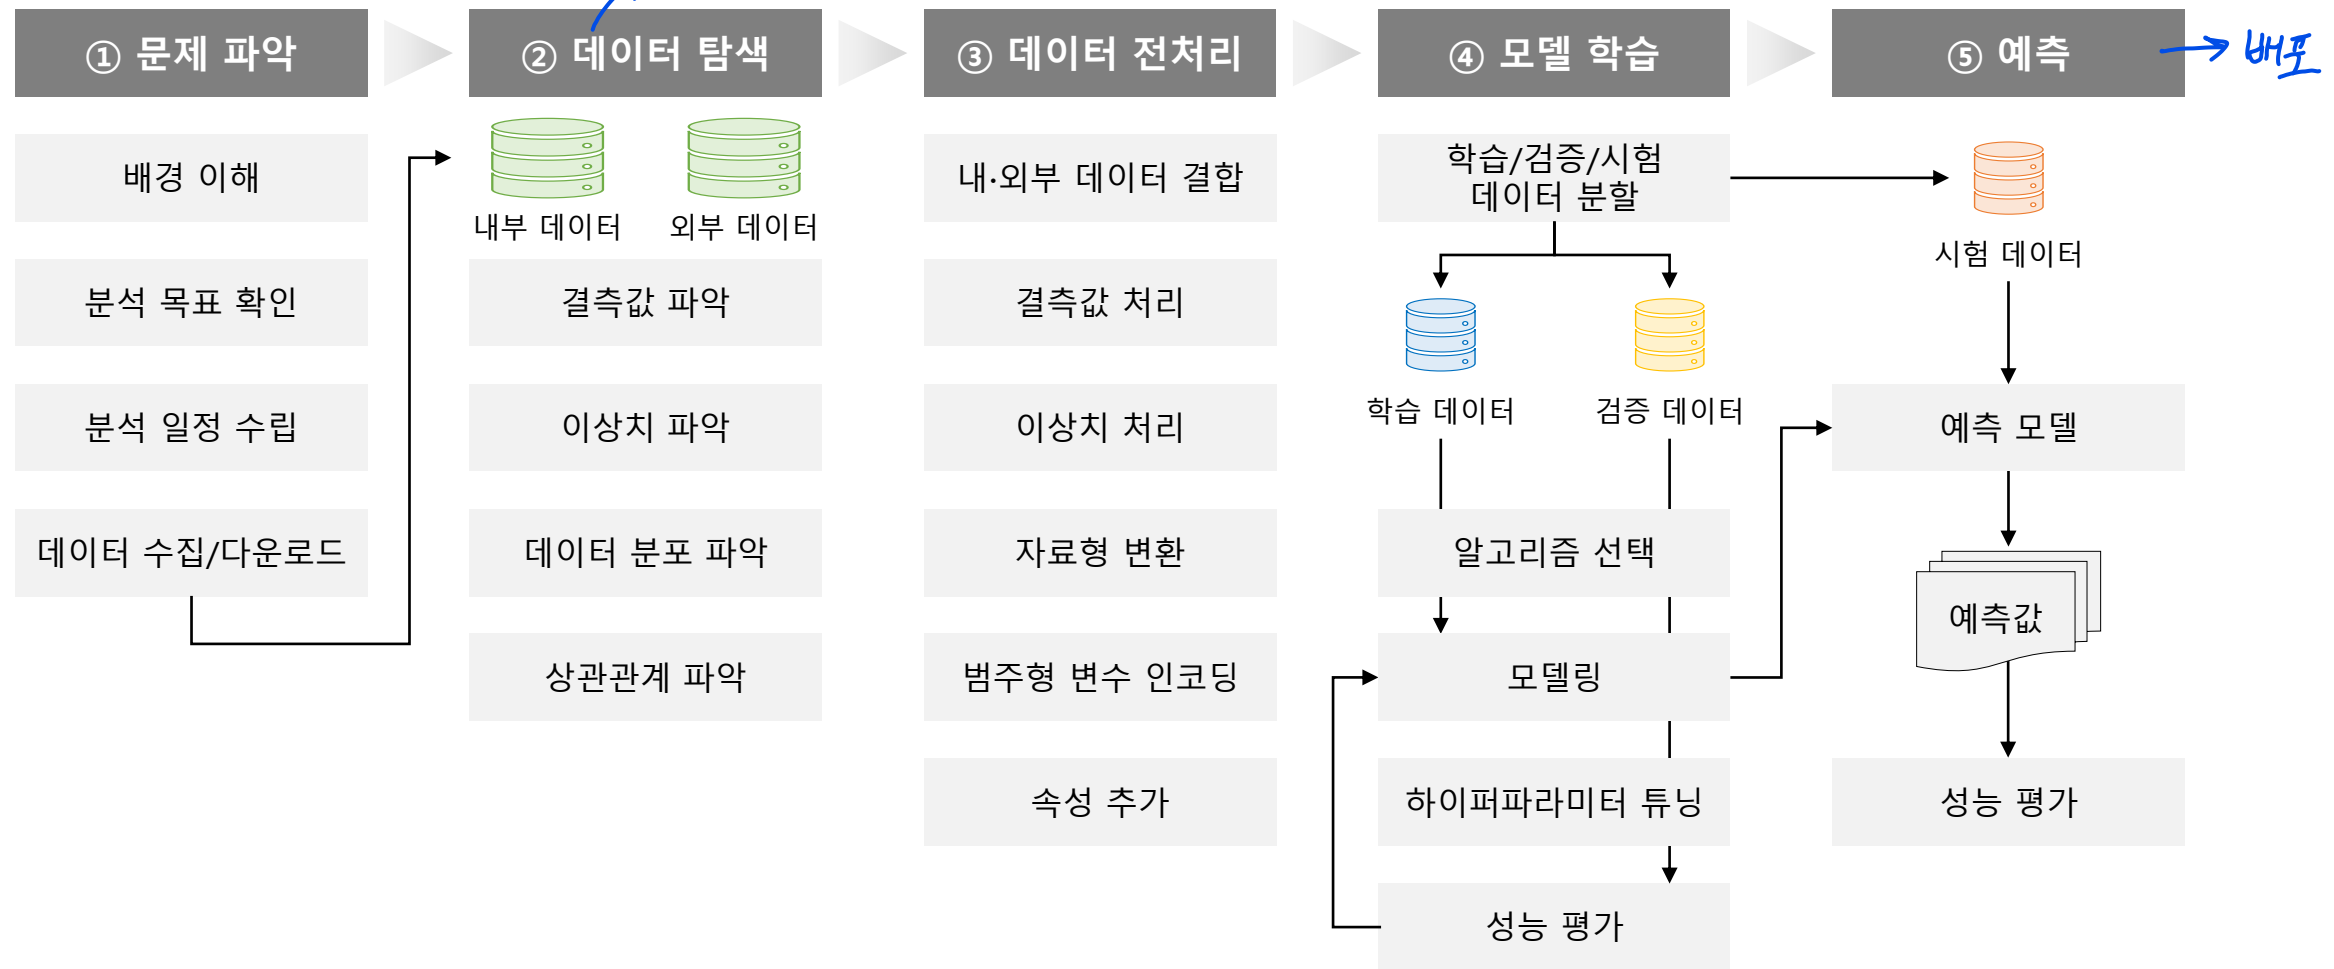 ① 문제 파악
② 데이터 탐색
③ 데이터 전처리
④ 모델 학습
⑤ 예측
배포
배경 이해
분석 목표 확인
분석 일정 수립
데이터 수집/다운로드
내부 데이터
외부 데이터
결측값 파악
이상치 파악
데이터 분포 파악
상관관계 파악
내·외부 데이터 결합
결측값 처리
이상치 처리
자료형 변환
범주형 변수 인코딩
속성 추가
학습/검증/시험
데이터 분할
학습 데이터
검증 데이터
알고리즘 선택
모델링
하이퍼파라미터 튜닝
성능 평가
시험 데이터
예측 모델
예측값
성능 평가